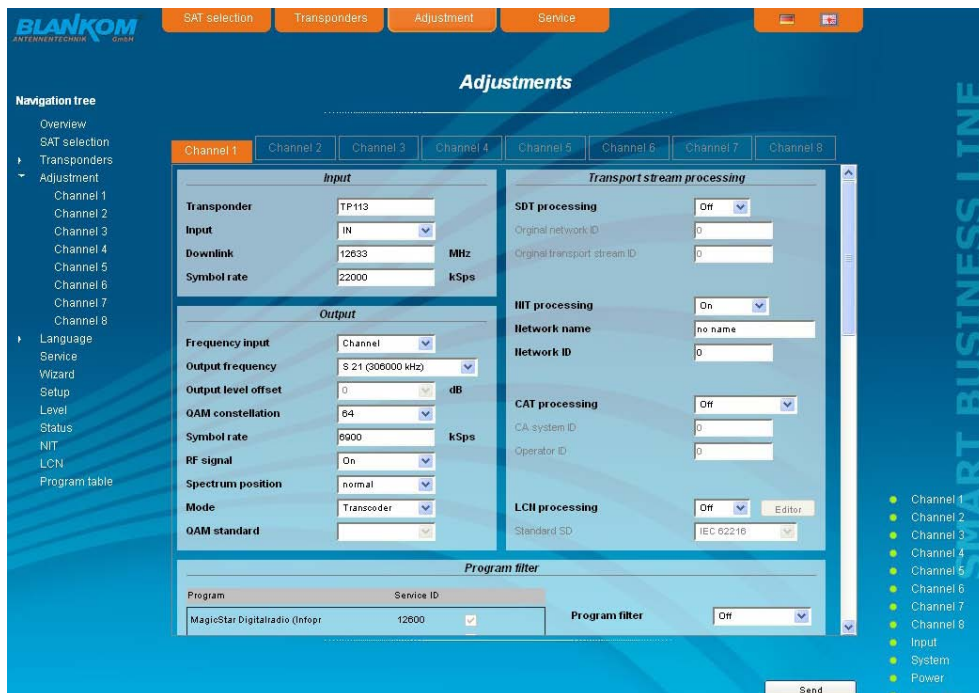 BLANKOM
ANTENNENTECHNIK GmbH
SAT selection
Transponders
Adjustment
Service
Adjustments
Navigation tree
Overview
SAT selection
Transponders
Adjustment
Channel 1
Channel 2
Channel 3
Channel 4
Channel 5
Channel 6
Channel 7
Channel 8
Language
Service
Wizard
Setup
Level
Status
NIT
LCN
Program table
Channel 1
Channel 2
Channel 3
Channel 4
Channel 5
Channel 6
Channel 7
Channel 8
Input
Transponder TP113
Input IN
Downlink 12633 MHz
Symbol rate 22000 kSps
Output
Frequency input Channel
Output frequency S 21 (306000 kHz)
Output level offset 0 dB
QAM constellation 64
Symbol rate 6900 kSps
RF signal On
Spectrum position normal
Mode Transcoder
QAM standard
Transport stream processing
SDT processing Off
Orginal network ID 0
Orginal transport stream ID 0
NIT processing On
Network name no name
Network ID 0
CAT processing Off
CA system ID 0
Operator ID 0
LCN processing Off Editor
Standard SD IEC 62216
Program filter
Program Service ID
MagicStar Digitalradio (Infopr 12600
Program filter Off
Send
SMART BUSINESS LINE
Channel 1
Channel 2
Channel 3
Channel 4
Channel 5
Channel 6
Channel 7
Channel 8
Input
System
Power